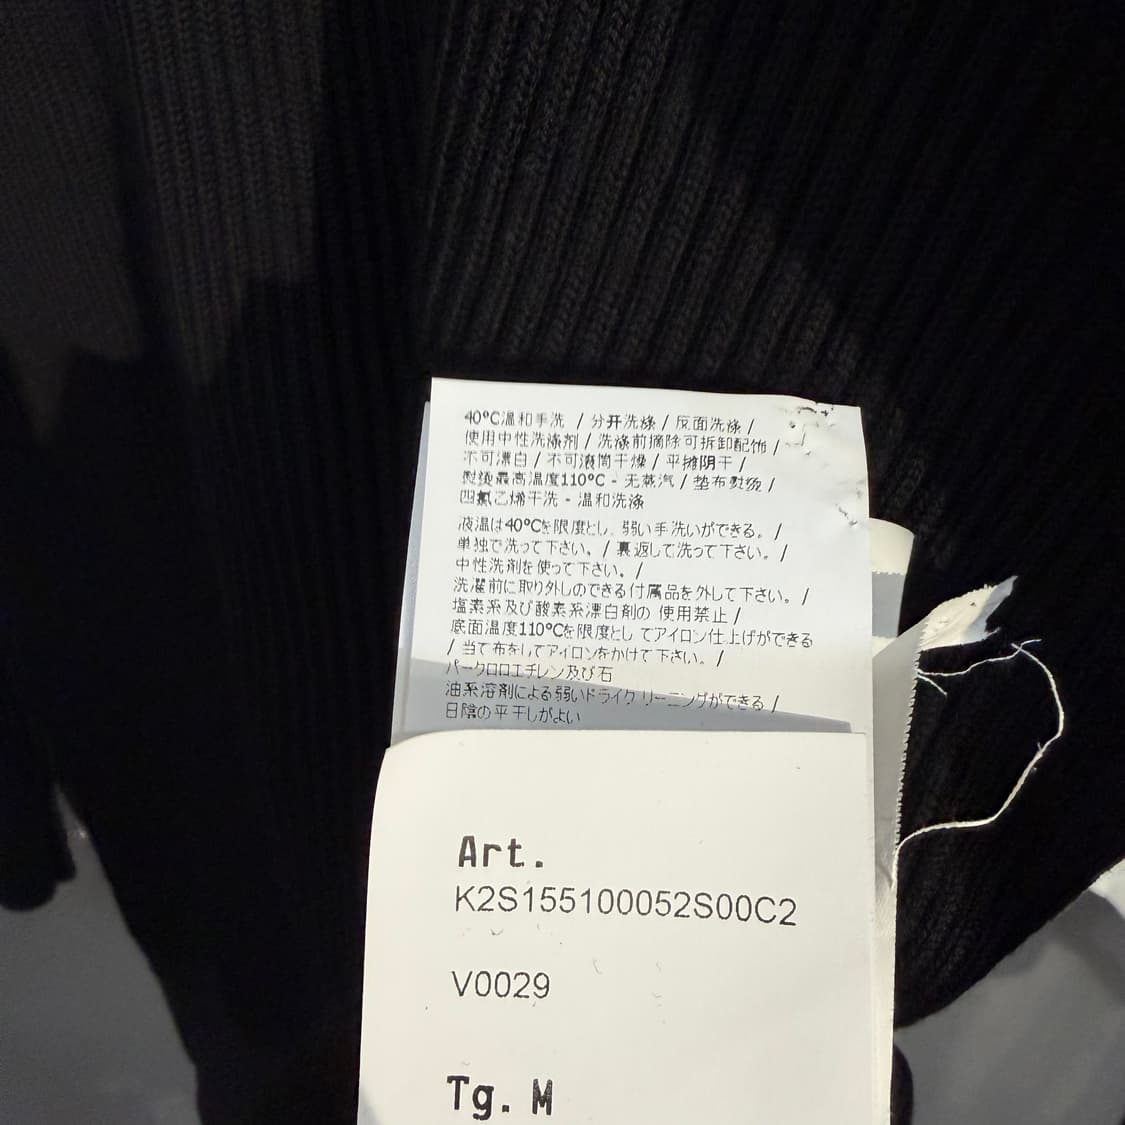 40°C温和手洗 / 分开洗涤 / 反面洗涤 /
使用中性洗涤剂 / 洗涤前摘除可拆卸配饰 /
不可漂白 / 不可滚筒干燥 / 平摊阴干 /
熨烫最高温度110°C - 无蒸汽 / 垫布熨烫 /
四氯乙烯干洗 - 温和洗涤
液温は40°Cを限度とし、弱い手洗いができる。 /
単独で洗って下さい。 / 裏返して洗って下さい。 /
中性洗剤を使って下さい。 /
洗濯前に取り外しのできる付属品を外して下さい。 /
塩素系及び酸素系漂白剤の 使用禁止 /
底面温度110°Cを限度とし てアイロン仕上げができる
/ 当て布をしてアイロンをかけて下さい。 /
パークロロエチレン及び石
油系溶剤による弱いドライク リーニングができる /
日陰の平干しがよい
Art.
K2S155100052S00C2
V0029
Tg. M